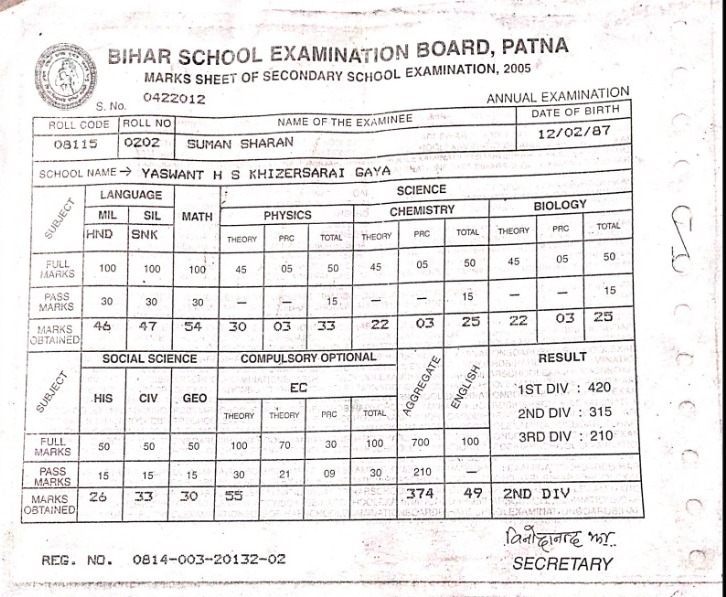 BIHAR SCHOOL EXAMINATION BOARD, PATNA
MARKS SHEET OF SECONDARY SCHOOL EXAMINATION, 2005
S. No. 0422012 ANNUAL EXAMINATION
ROLL CODE ROLL NO NAME OF THE EXAMINEE DATE OF BIRTH
08115 0202 SUMAN SHARAN 12/02/87
SCHOOL NAME → YASWANT H S KHIZERSARAI GAYA
SUBJECT LANGUAGE MATH SCIENCE
MIL SIL PHYSICS CHEMISTRY BIOLOGY
HND SNK THEORY PRC TOTAL THEORY PRC TOTAL THEORY PRC TOTAL
FULL MARKS 100 100 100 45 05 50 45 05 50 45 05 50
PASS MARKS 30 30 30 — — 15 — — 15 — — 15
MARKS OBTAINED 46 47 54 30 03 33 22 03 25 22 03 25
SUBJECT SOCIAL SCIENCE COMPULSORY OPTIONAL AGGREGATE ENGLISH RESULT
HIS CIV GEO EC 1ST DIV : 420
THEORY THEORY PRC TOTAL 2ND DIV : 315
3RD DIV : 210
FULL MARKS 50 50 50 100 70 30 100 700 100
PASS MARKS 15 15 15 30 21 09 30 210 —
MARKS OBTAINED 26 33 30 55 374 49 2ND DIV
REG. NO. 0814-003-20132-02 SECRETARY